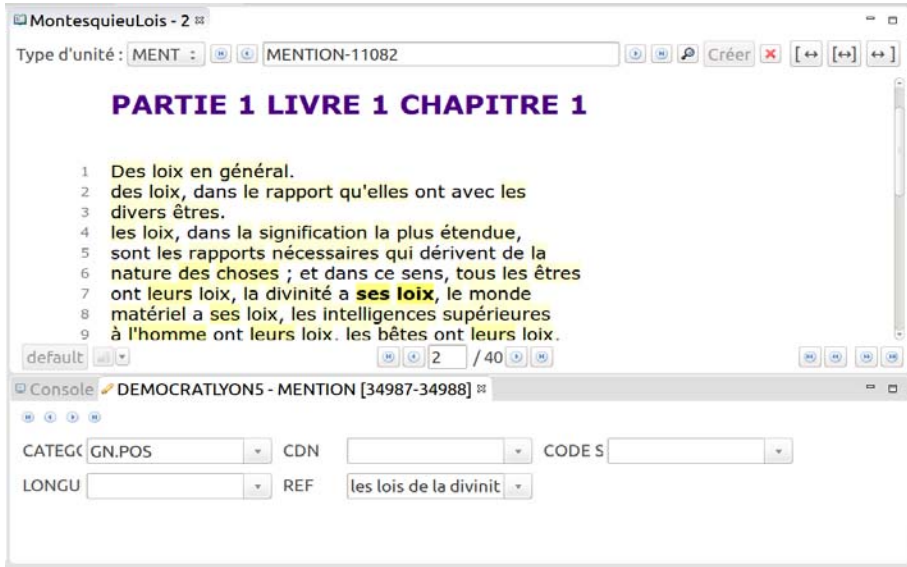 MontesquieuLois - 2
Type d'unité : MENT : MENTION-11082 Créer [↔ [↔] ↔]
PARTIE 1 LIVRE 1 CHAPITRE 1
1 Des loix en général.
2 des loix, dans le rapport qu'elles ont avec les
3 divers êtres.
4 les loix, dans la signification la plus étendue,
5 sont les rapports nécessaires qui dérivent de la
6 nature des choses ; et dans ce sens, tous les êtres
7 ont leurs loix, la divinité a ses loix, le monde
8 matériel a ses loix, les intelligences supérieures
9 à l'homme ont leurs loix, les bêtes ont leurs loix,
default 2 / 40
Console DEMOCRATLYON5 - MENTION [34987-34988]
CATEGO GN.POS CDN CODE S
LONGU REF les lois de la divinit